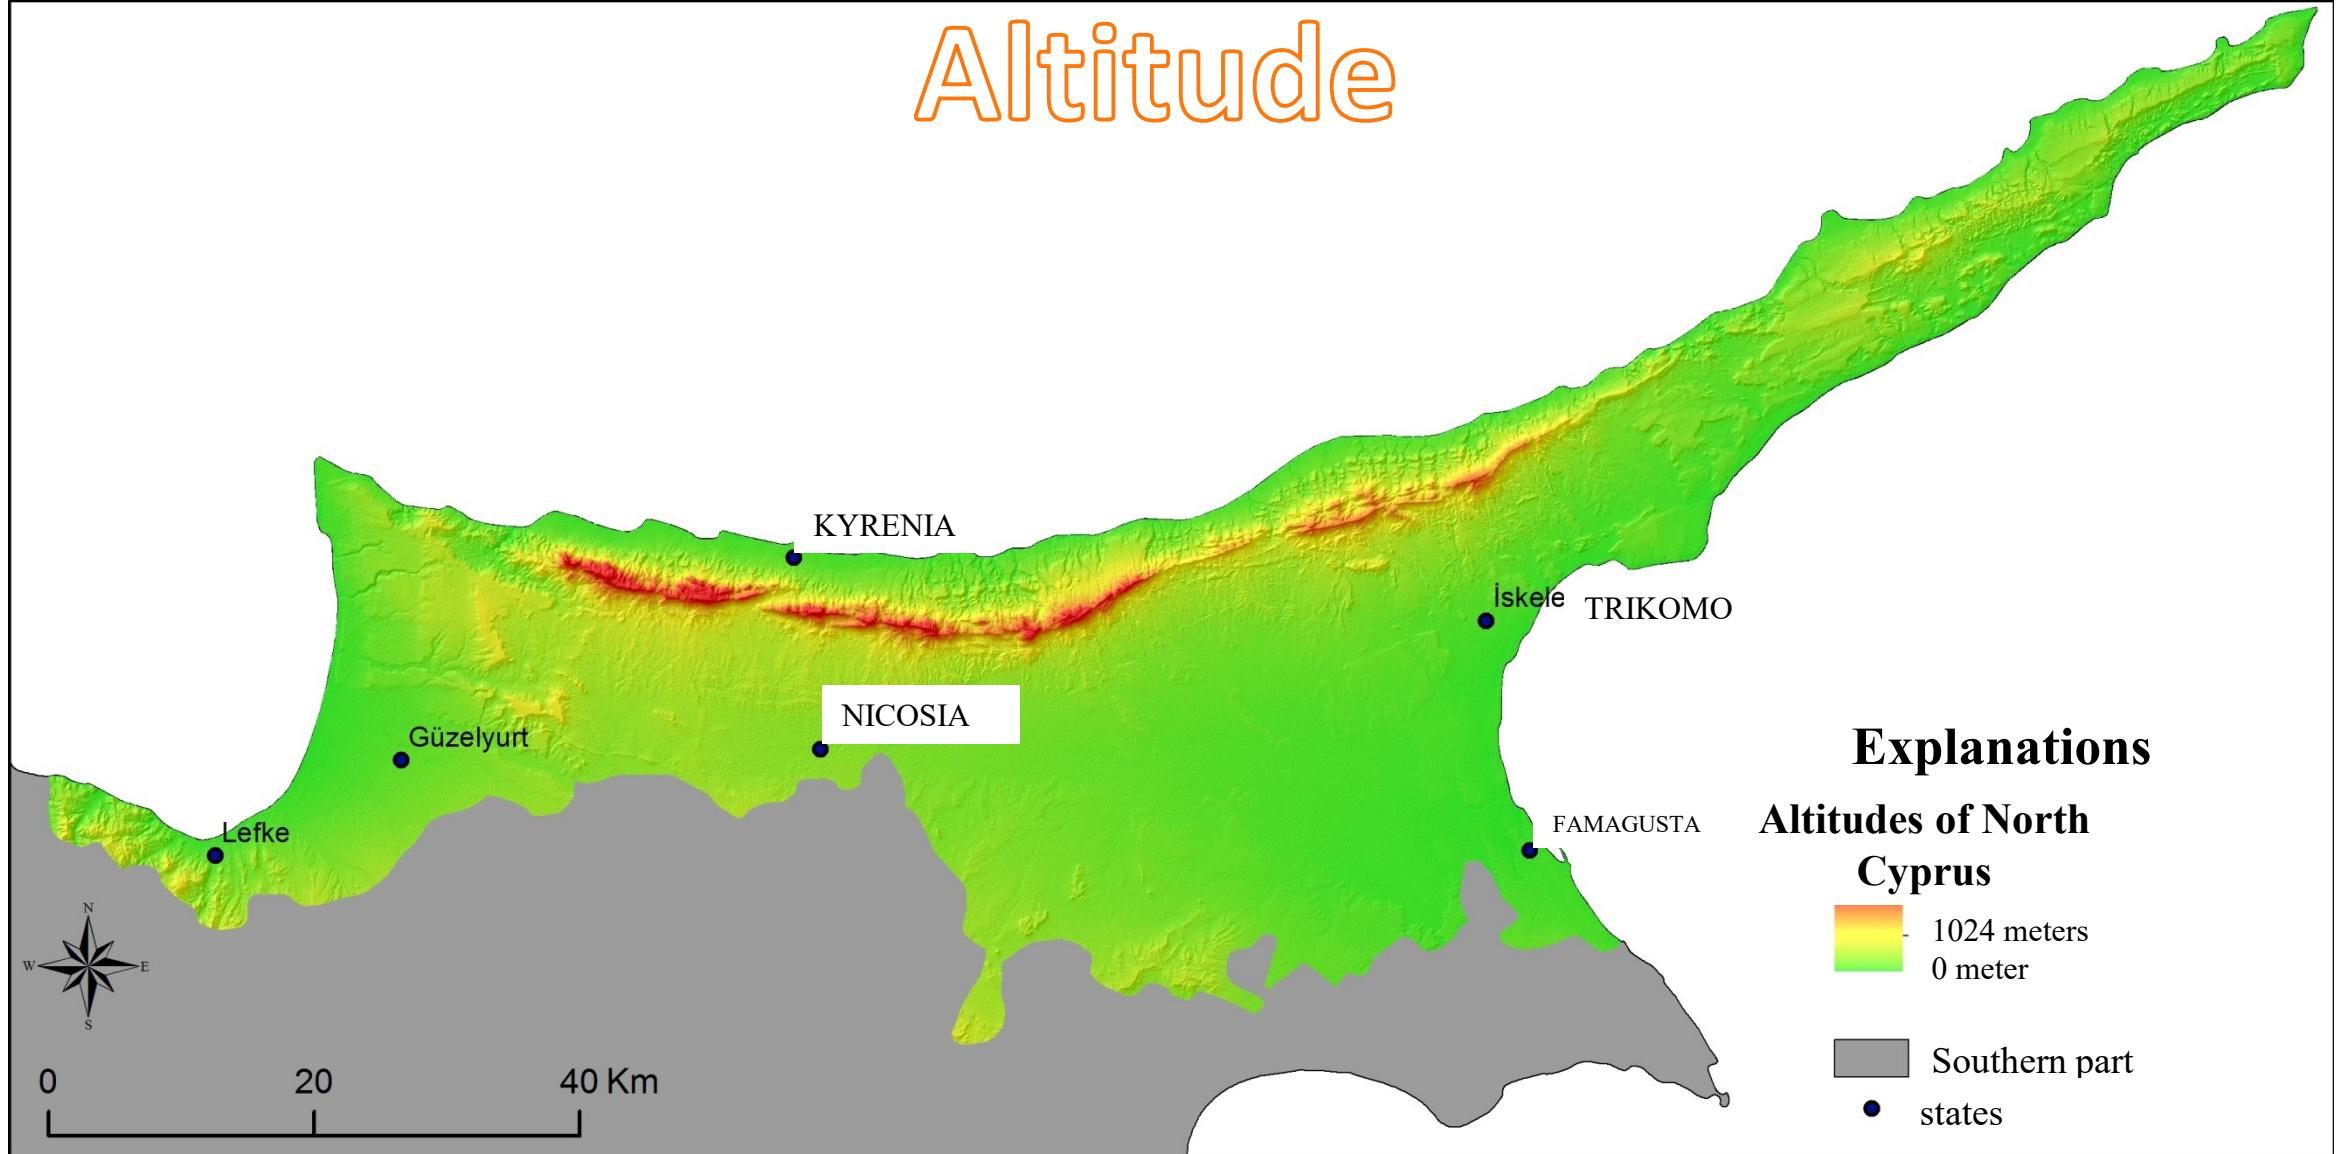 Altitude
KYRENIA
İskele
TRIKOMO
NICOSIA
Güzelyurt
Lefke
FAMAGUSTA
Explanations
Altitudes of North
Cyprus
1024 meters
0 meter
Southern part
states
N
W E
S
0 20 40 Km